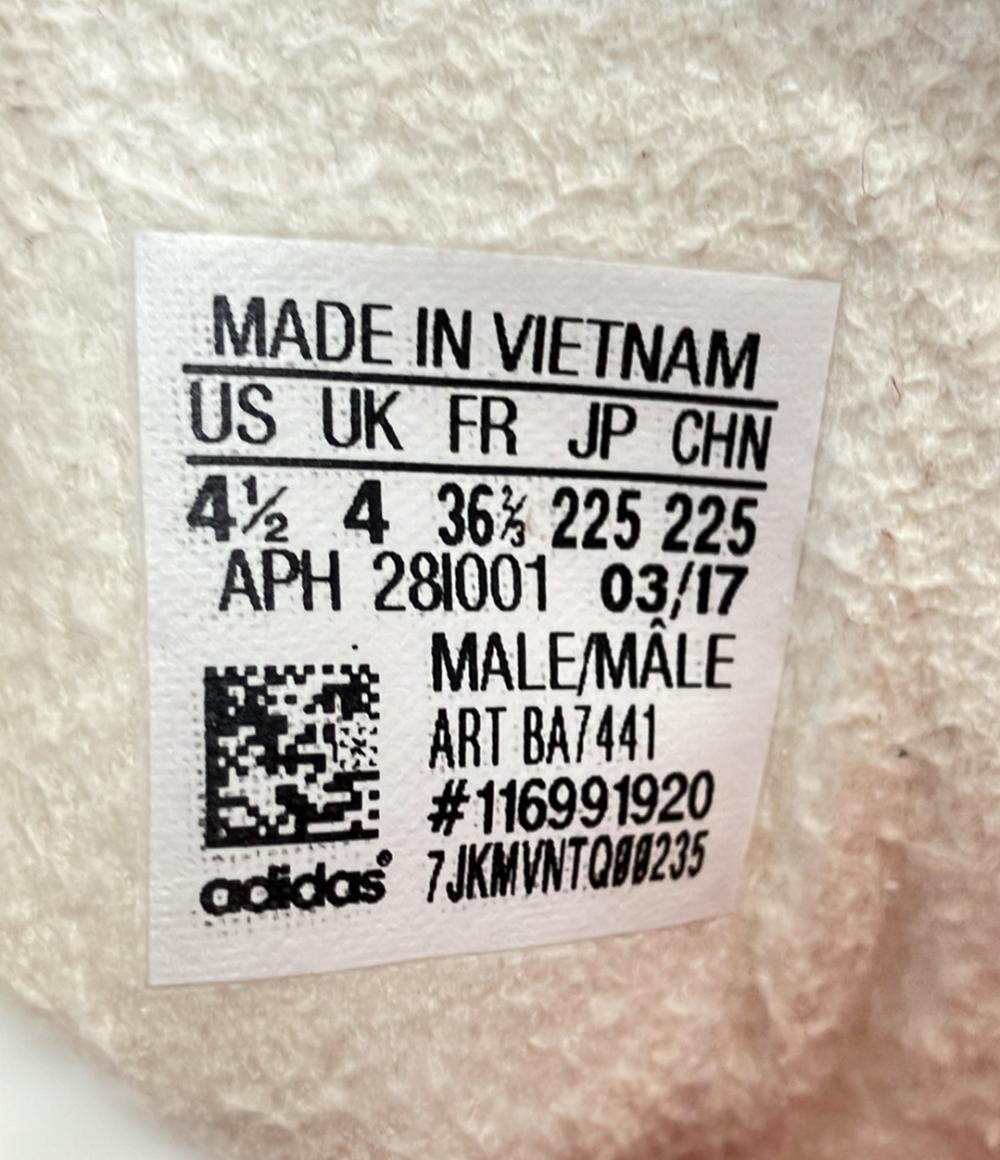 MADE IN VIETNAM
US UK FR JP CHN
4½ 4 36⅔ 225 225
APH 281001 03/17
MALE/MÂLE
ART BA7441
#116991920
7JKMVNTQ00235
adidas®